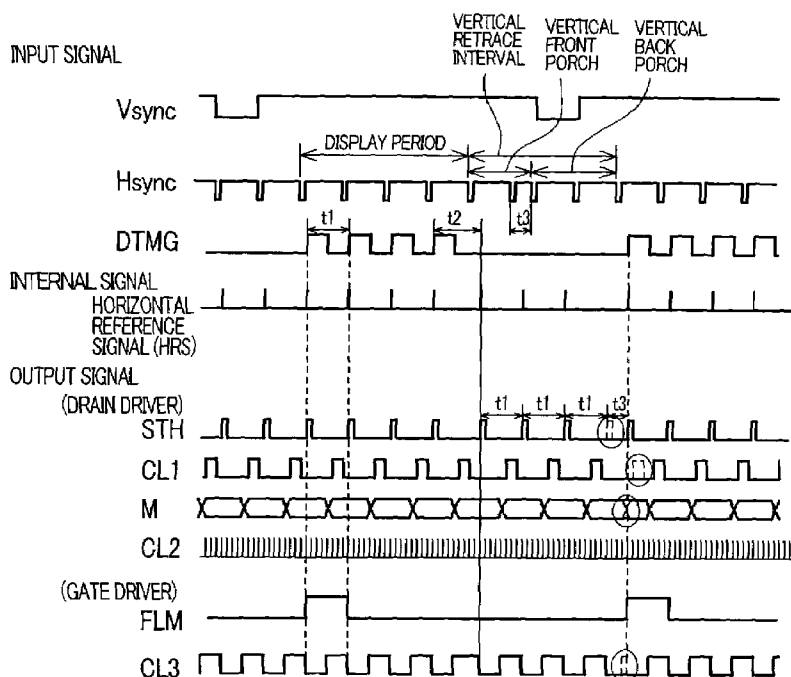 VERTICAL RETRACE INTERVAL
VERTICAL FRONT PORCH
VERTICAL BACK PORCH
INPUT SIGNAL
Vsync
DISPLAY PERIOD
Hsync
t1
t2
t3
DTMG
INTERNAL SIGNAL
HORIZONTAL
REFERENCE
SIGNAL (HRS)
OUTPUT SIGNAL
(DRAIN DRIVER)
t1 t1 t1 t3
STH
CL1
M
CL2
(GATE DRIVER)
FLM
CL3